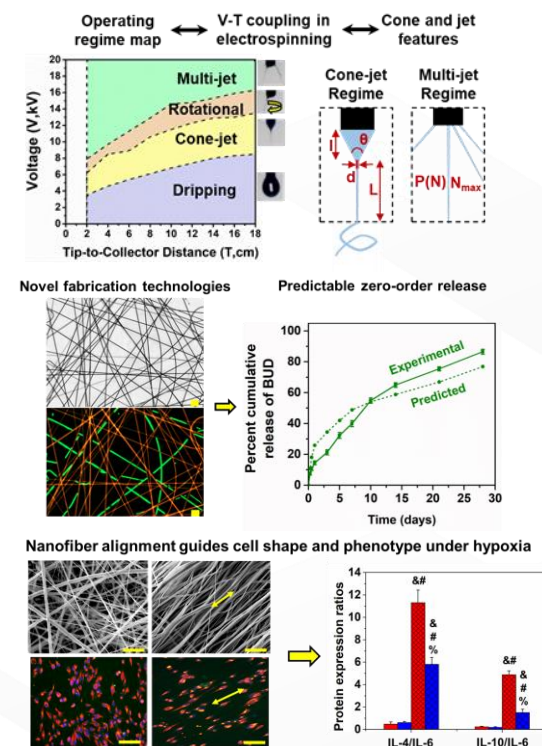 Operating regime map
V-T coupling in electrospinning
Cone and jet features
Voltage (V,kV)
20
18
16
14
12
10
8
6
4
2
0
Multi-jet
Rotational
Cone-jet
Dripping
0 2 4 6 8 10 12 14 16 18
Tip-to-Collector Distance (T,cm)
Cone-jet Regime
Multi-jet Regime
l
θ
d
L
P(N) Nmax
Novel fabrication technologies
Predictable zero-order release
Percent cumulative release of BUD
100
80
60
40
20
0
Experimental
Predicted
0 5 10 15 20 25 30
Time (days)
Nanofiber alignment guides cell shape and phenotype under hypoxia
Protein expression ratios
14
12
10
8
6
4
2
0
&#
&
#
%
&#
&
#
%
IL-4/IL-6
IL-10/IL-6